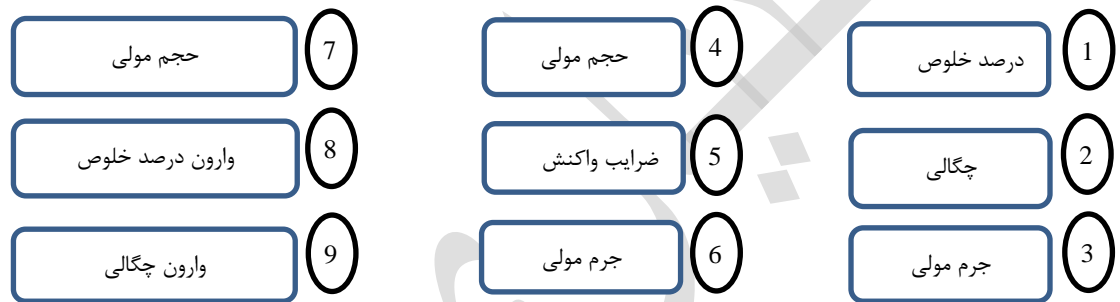 1 درصد خلوص
2 چگالی
3 جرم مولی
4 حجم مولی
5 ضرایب واکنش
6 جرم مولی
7 حجم مولی
8 وارون درصد خلوص
9 وارون چگالی